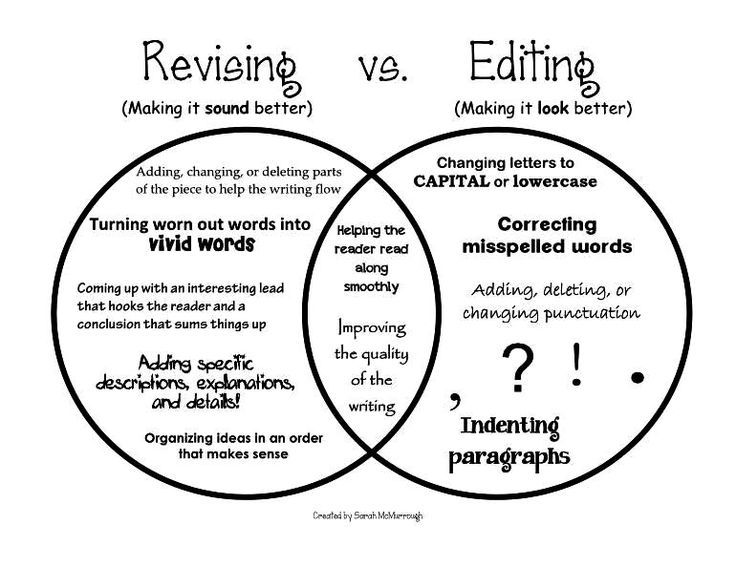 Revising vs. Editing
(Making it sound better)
(Making it look better)
Adding, changing, or deleting parts
of the piece to help the writing flow
Turning worn out words into
vivid words
Coming up with an interesting lead
that hooks the reader and a
conclusion that sums things up
Adding specific
descriptions, explanations,
and details!
Organizing ideas in an order
that makes sense
Helping the
reader read
along
smoothly
Improving
the quality
of the
writing
Changing letters to
CAPITAL or lowercase
Correcting
misspelled words
Adding, deleting, or
changing punctuation
, ? ! .
Indenting
paragraphs
Created by Sarah McMurrough